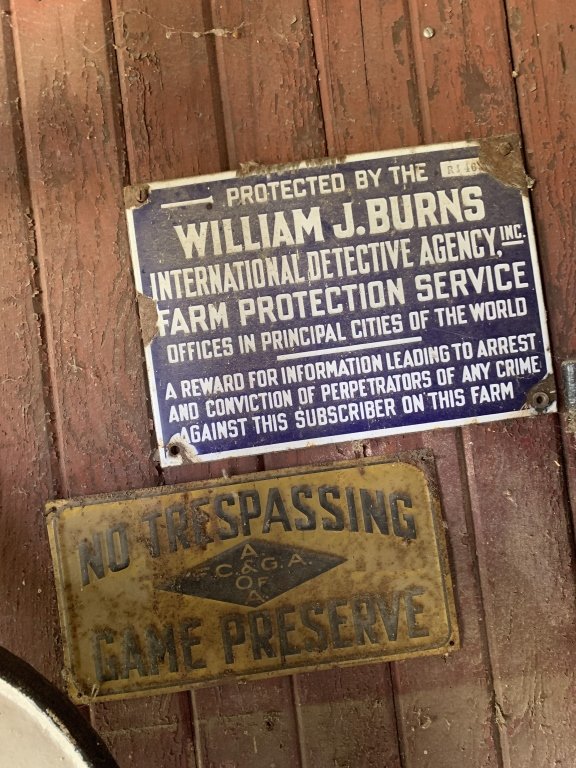 PROTECTED BY THE
WILLIAM J. BURNS
INTERNATIONAL DETECTIVE AGENCY, INC.
FARM PROTECTION SERVICE
OFFICES IN PRINCIPAL CITIES OF THE WORLD
A REWARD FOR INFORMATION LEADING TO ARREST
AND CONVICTION OF PERPETRATORS OF ANY CRIME
AGAINST THIS SUBSCRIBER ON THIS FARM
NO TRESPASSING
A.
C.&G.A.
OF
A.
GAME PRESERVE